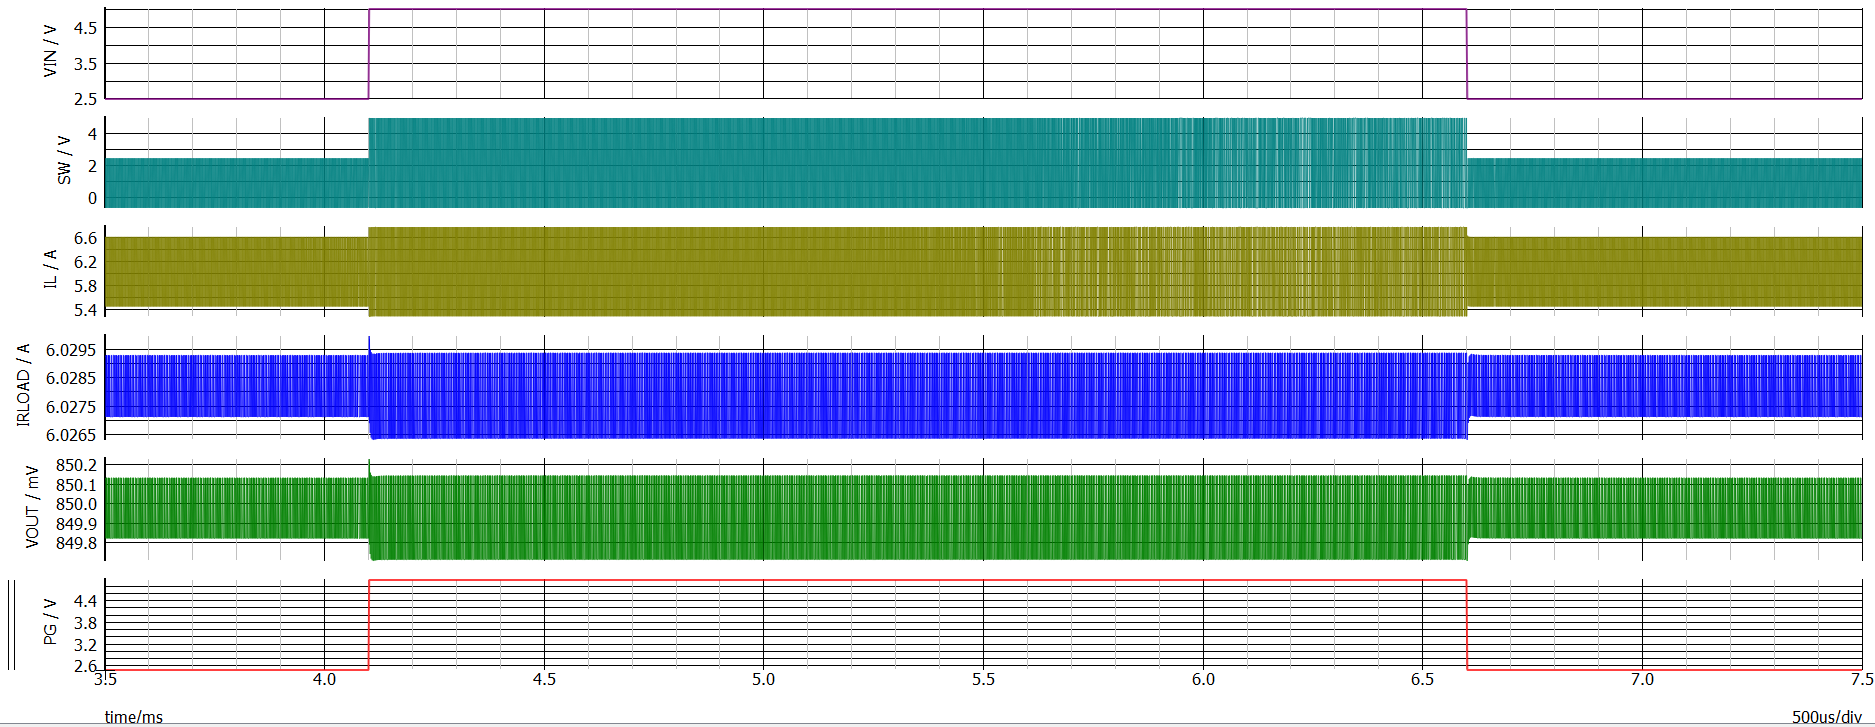 VIN / V
4.5
3.5
2.5
SW / V
4
2
0
IL / A
6.6
6.2
5.8
5.4
IRLOAD / A
6.0295
6.0285
6.0275
6.0265
VOUT / mV
850.2
850.1
850.0
849.9
849.8
PG / V
4.4
3.8
3.2
2.6
3.5 4.0 4.5 5.0 5.5 6.0 6.5 7.0 7.5
time/ms 500us/div